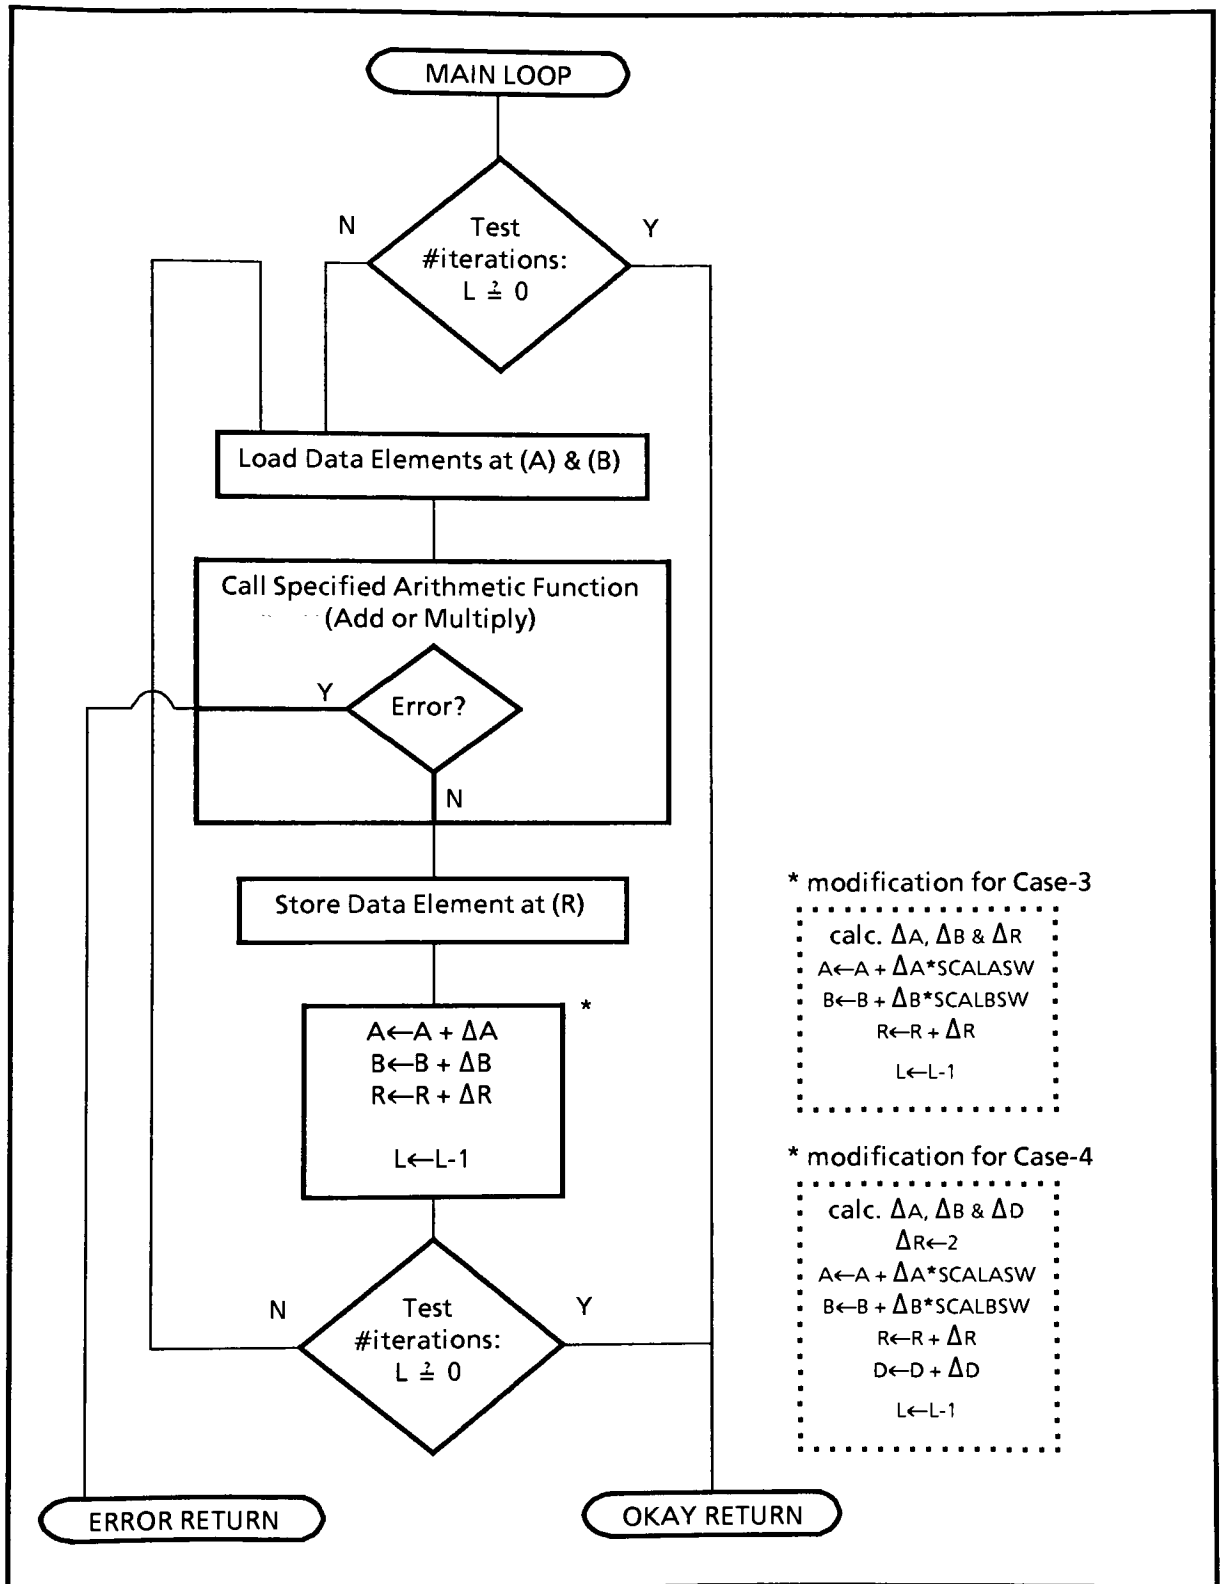 MAIN LOOP
N
Y
Test
#iterations:
L ≟ 0
Load Data Elements at (A) & (B)
Call Specified Arithmetic Function
(Add or Multiply)
Y
Error?
N
Store Data Element at (R)
*
A←A + ΔA
B←B + ΔB
R←R + ΔR
L←L-1
N
Y
Test
#iterations:
L ≟ 0
* modification for Case-3
calc. ΔA, ΔB & ΔR
A←A + ΔA*SCALASW
B←B + ΔB*SCALBSW
R←R + ΔR
L←L-1
* modification for Case-4
calc. ΔA, ΔB & ΔD
ΔR←2
A←A + ΔA*SCALASW
B←B + ΔB*SCALBSW
R←R + ΔR
D←D + ΔD
L←L-1
ERROR RETURN
OKAY RETURN